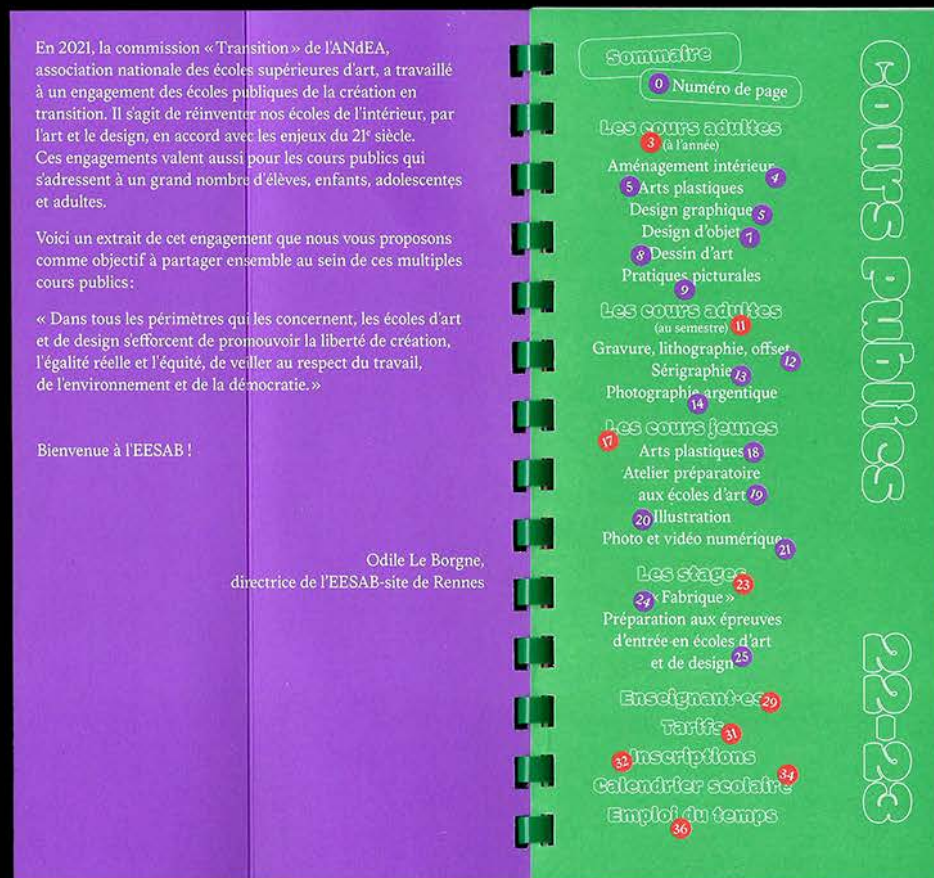 En 2021, la commission « Transition » de l'ANdEA,
association nationale des écoles supérieures d'art, a travaillé
à un engagement des écoles publiques de la création en
transition. Il s'agit de réinventer nos écoles de l'intérieur, par
l'art et le design, en accord avec les enjeux du 21e siècle.
Ces engagements valent aussi pour les cours publics qui
s'adressent à un grand nombre d'élèves, enfants, adolescentes
et adultes.
Voici un extrait de cet engagement que nous vous proposons
comme objectif à partager ensemble au sein de ces multiples
cours publics :
« Dans tous les périmètres qui les concernent, les écoles d'art
et de design s'efforcent de promouvoir la liberté de création,
l'égalité réelle et l'équité, de veiller au respect du travail,
de l'environnement et de la démocratie. »
Bienvenue à l'EESAB !
Odile Le Borgne,
directrice de l'EESAB-site de Rennes
Sommaire
0 Numéro de page
Les cours adultes
3 (à l'année)
Aménagement intérieur 4
5 Arts plastiques
Design graphique 5
Design d'objet 7
8 Dessin d'art
Pratiques picturales
9
Les cours adultes
(au semestre) 11
Gravure, lithographie, offset
12
Sérigraphie 13
Photographie argentique
14
Les cours jeunes
17
Arts plastiques 18
Atelier préparatoire
aux écoles d'art 19
20 Illustration
Photo et vidéo numérique
21
Les stages
23
24 « Fabrique »
Préparation aux épreuves
d'entrée en écoles d'art
et de design 25
Enseignant·es 29
Tarifs 31
32 Inscriptions
Calendrier scolaire 34
Emploi du temps
36
Cours publics
22-23